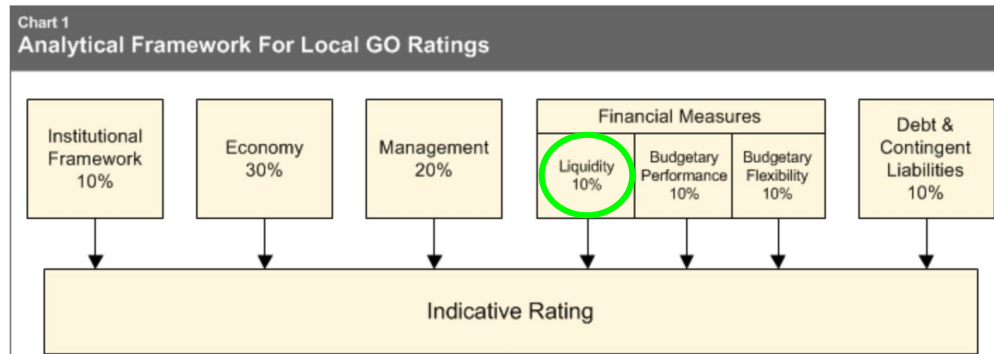 Chart 1
Analytical Framework For Local GO Ratings
Institutional
Framework
10%
Economy
30%
Management
20%
Financial Measures
Liquidity
10%
Budgetary
Performance
10%
Budgetary
Flexibility
10%
Debt &
Contingent
Liabilities
10%
Indicative Rating